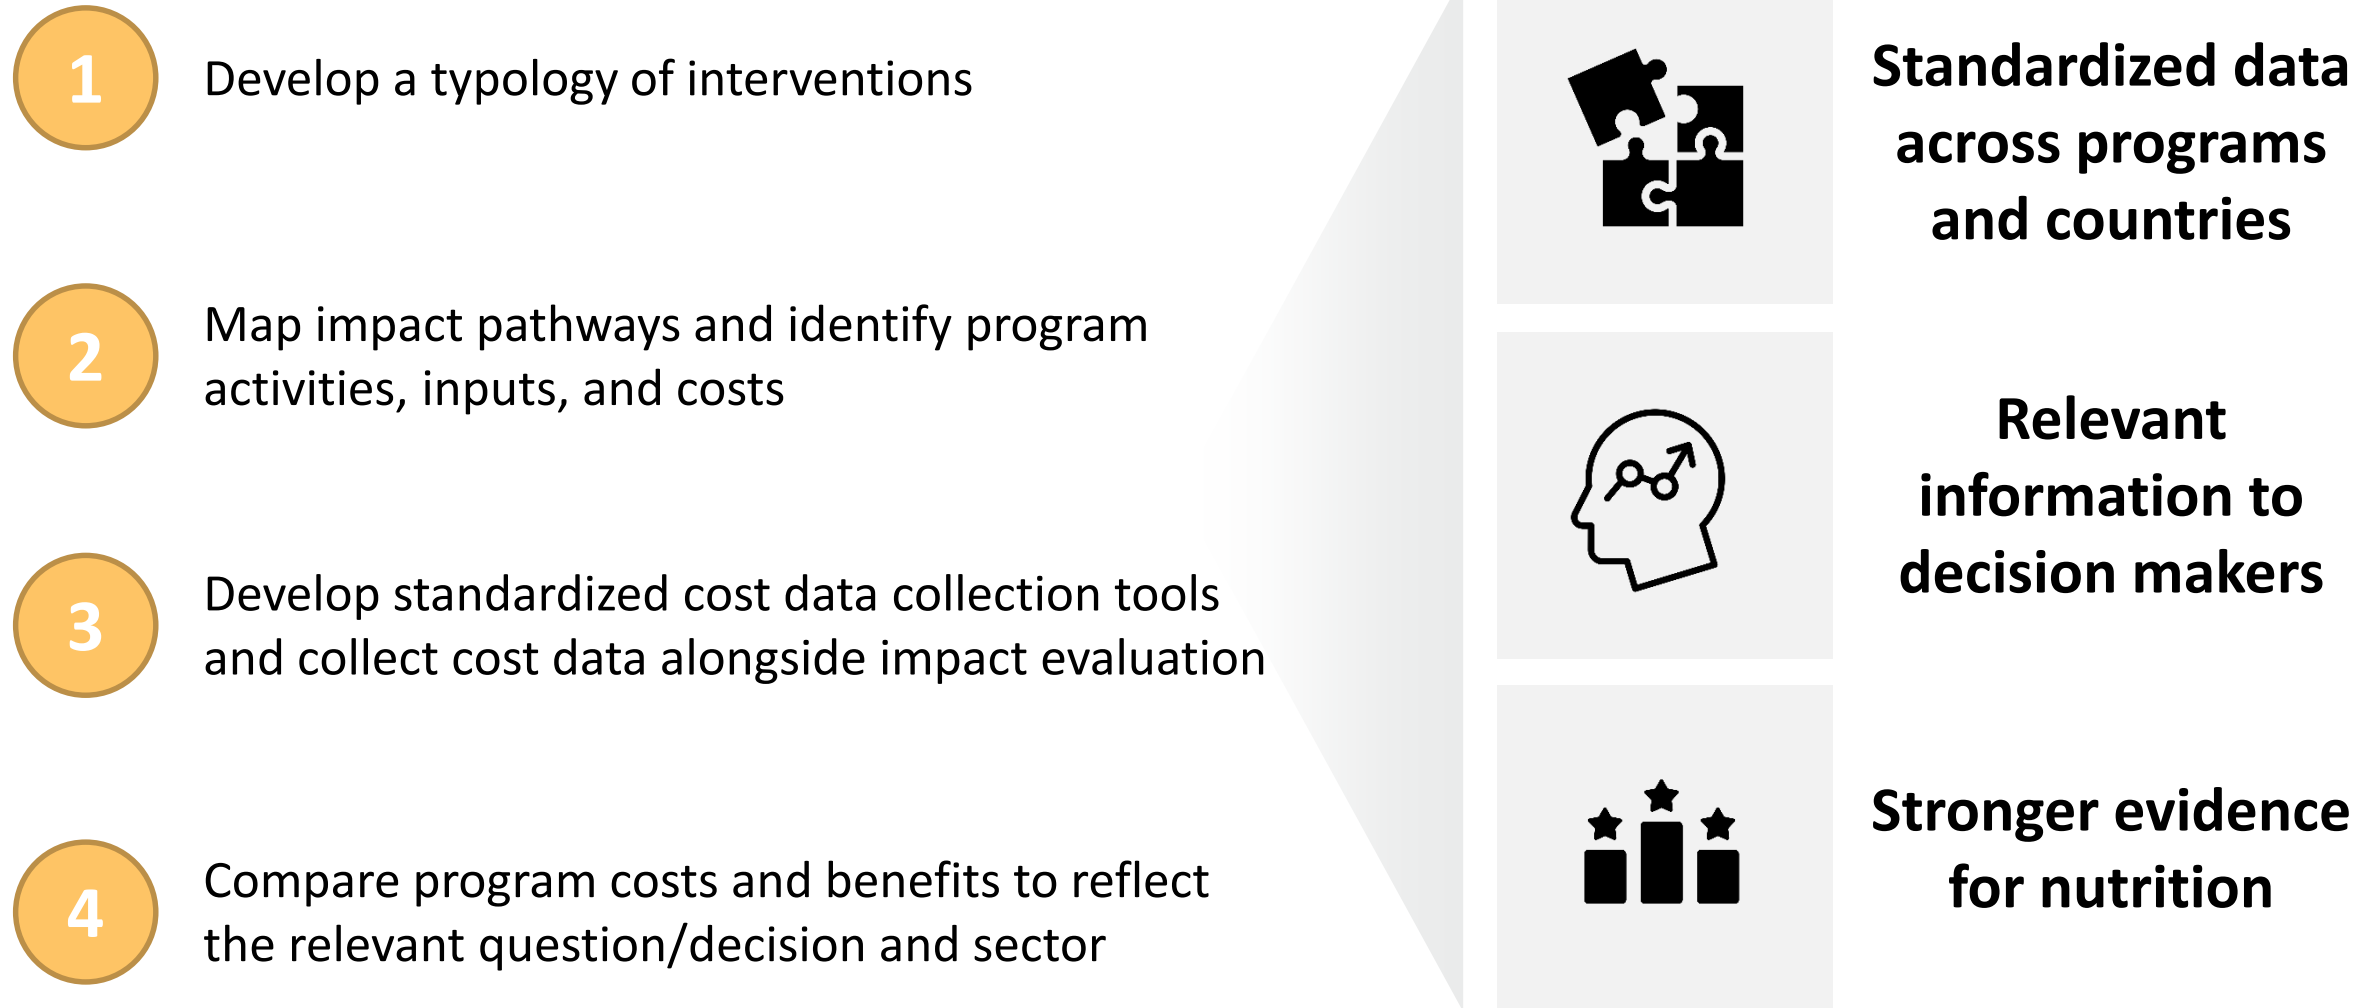 1
Develop a typology of interventions
2
Map impact pathways and identify program
activities, inputs, and costs
3
Develop standardized cost data collection tools
and collect cost data alongside impact evaluation
4
Compare program costs and benefits to reflect
the relevant question/decision and sector
Standardized data
across programs
and countries
Relevant
information to
decision makers
Stronger evidence
for nutrition